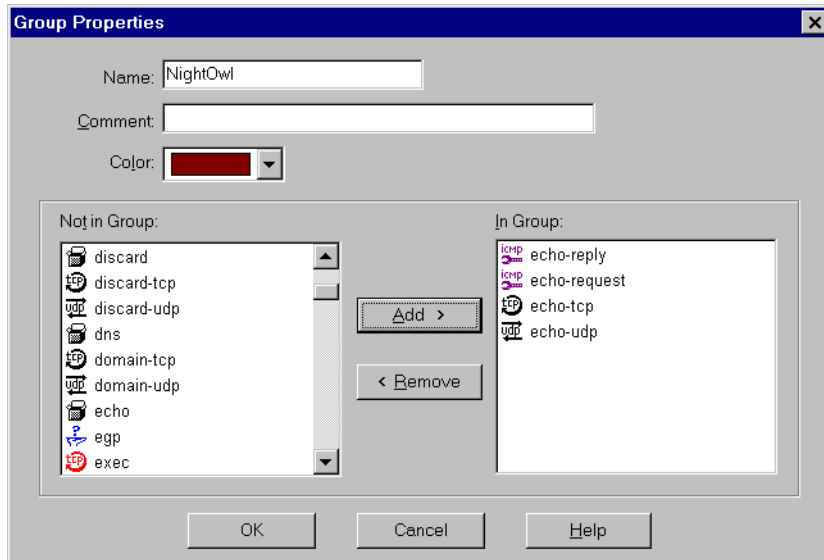 Group Properties
Name: NightOwl
Comment:
Color:
Not in Group:
discard
discard-tcp
discard-udp
dns
domain-tcp
domain-udp
echo
egp
exec
Add >
< Remove
In Group:
echo-reply
echo-request
echo-tcp
echo-udp
OK Cancel Help